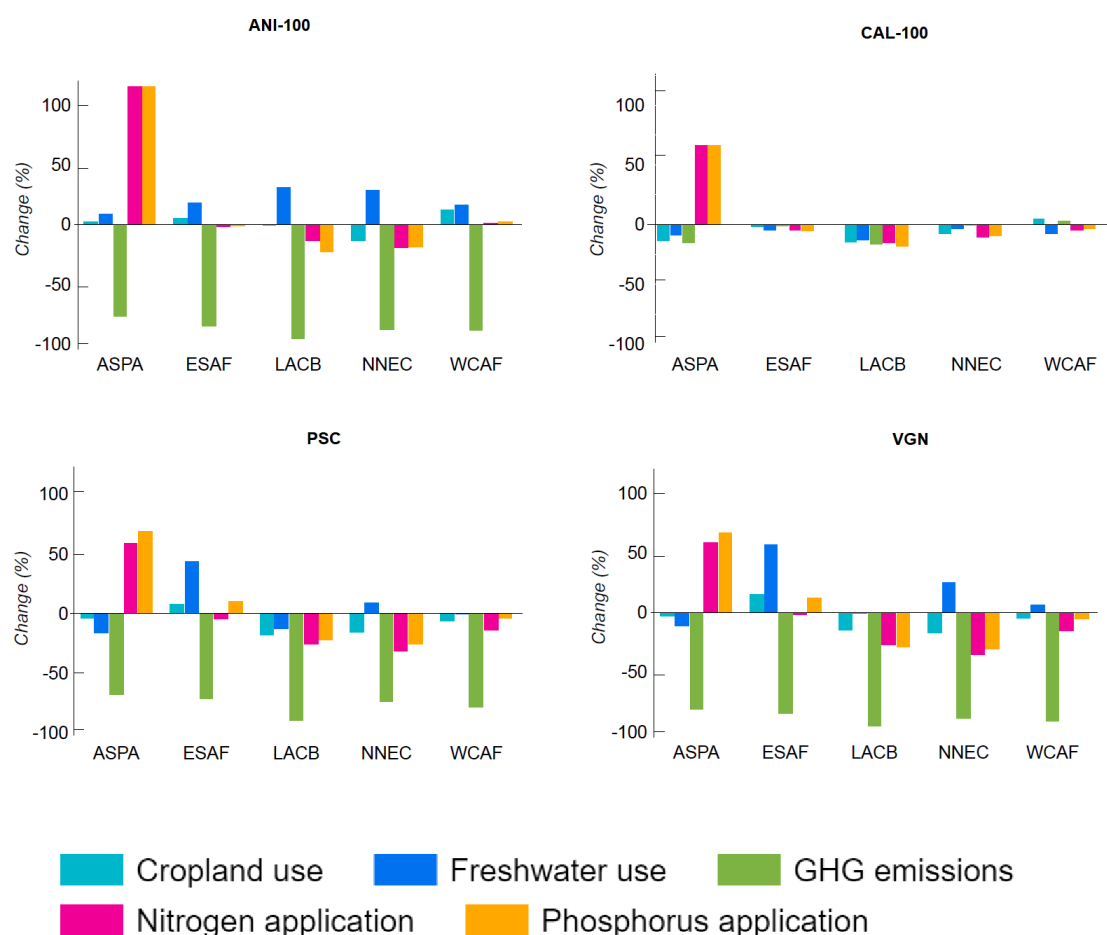 ANI-100
Change (%)
100
50
0
-50
-100
ASPA ESAF LACB NNEC WCAF
CAL-100
Change (%)
100
50
0
-50
-100
ASPA ESAF LACB NNEC WCAF
PSC
Change (%)
100
50
0
-50
-100
ASPA ESAF LACB NNEC WCAF
VGN
Change (%)
100
50
0
-50
-100
ASPA ESAF LACB NNEC WCAF
Cropland use Freshwater use GHG emissions
Nitrogen application Phosphorus application